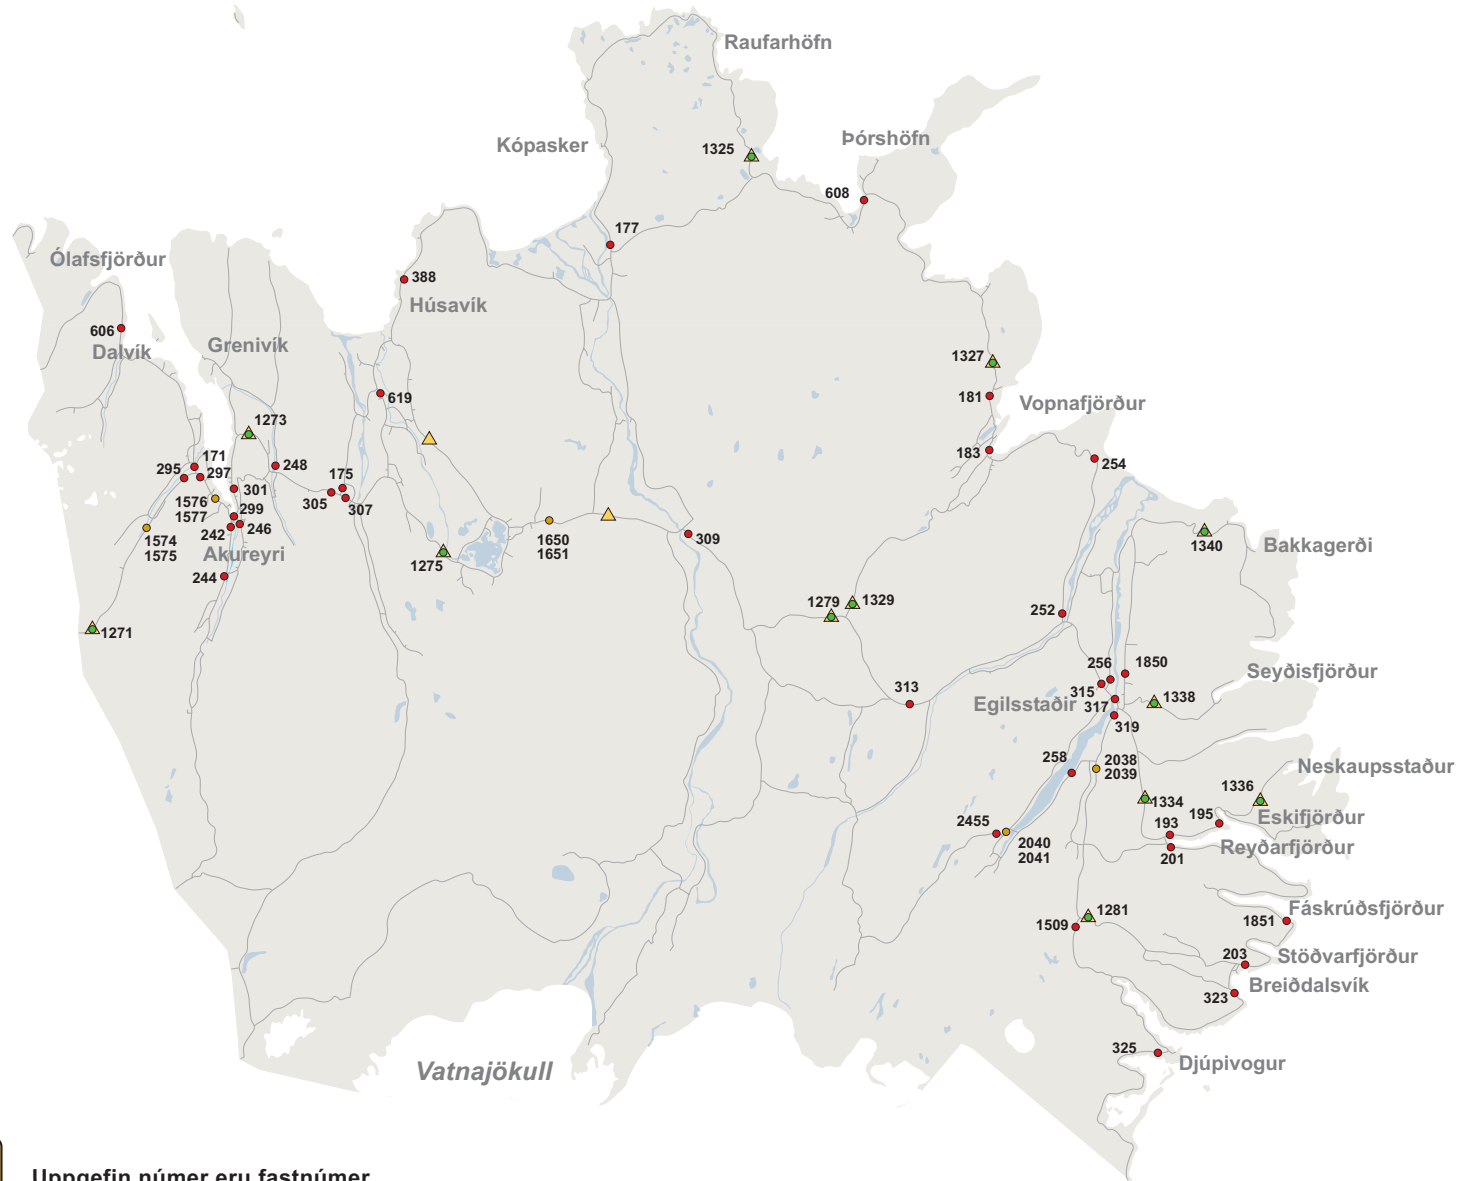 Raufarhöfn
Kópasker
1325
Þórshöfn
608
177
Ólafsfjörður
388
Húsavík
606
Dalvík
Grenivík
1327
181
619
Vopnafjörður
1273
183
254
171
295
297
248
175
301
305
307
1576
1577
299
242
246
1574
1575
Akureyri
1650
1651
309
1340
Bakkagerði
1275
244
1279
1329
252
1271
256
1850
Seyðisfjörður
313
315
1338
Egilsstaðir
317
319
258
2038
2039
Neskaupsstaður
1336
1334
195
Eskifjörður
2455
193
2040
2041
201
Reyðarfjörður
1281
Fáskrúðsfjörður
1509
1851
203
Stöðvarfjörður
Breiðdalsvík
323
325
Djúpivogur
Vatnajökull
Uppgefin númer eru fastnúmer